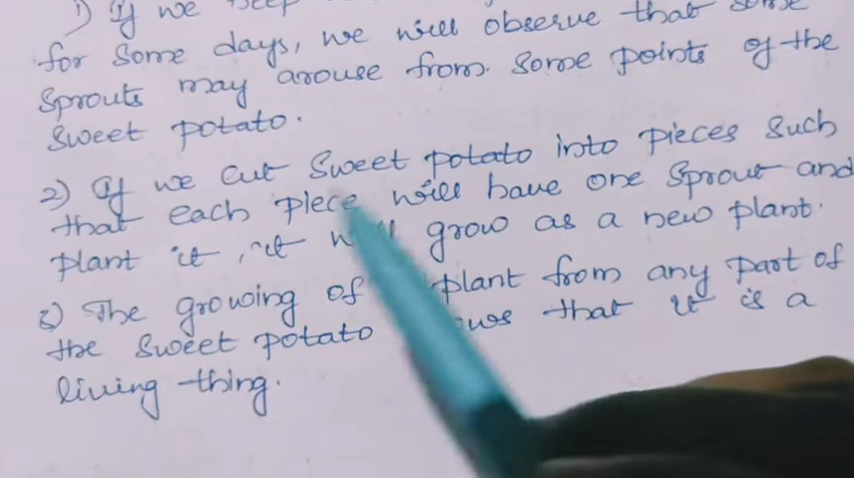 1) If we keep
for some days, we will observe that some
sprouts may arouse from some points of the
sweet potato.
2) If we cut sweet potato into pieces such
that each piece will have one sprout and
plant it, it will grow as a new plant.
3) The growing of plant from any part of
the sweet potato that it is a
living thing.